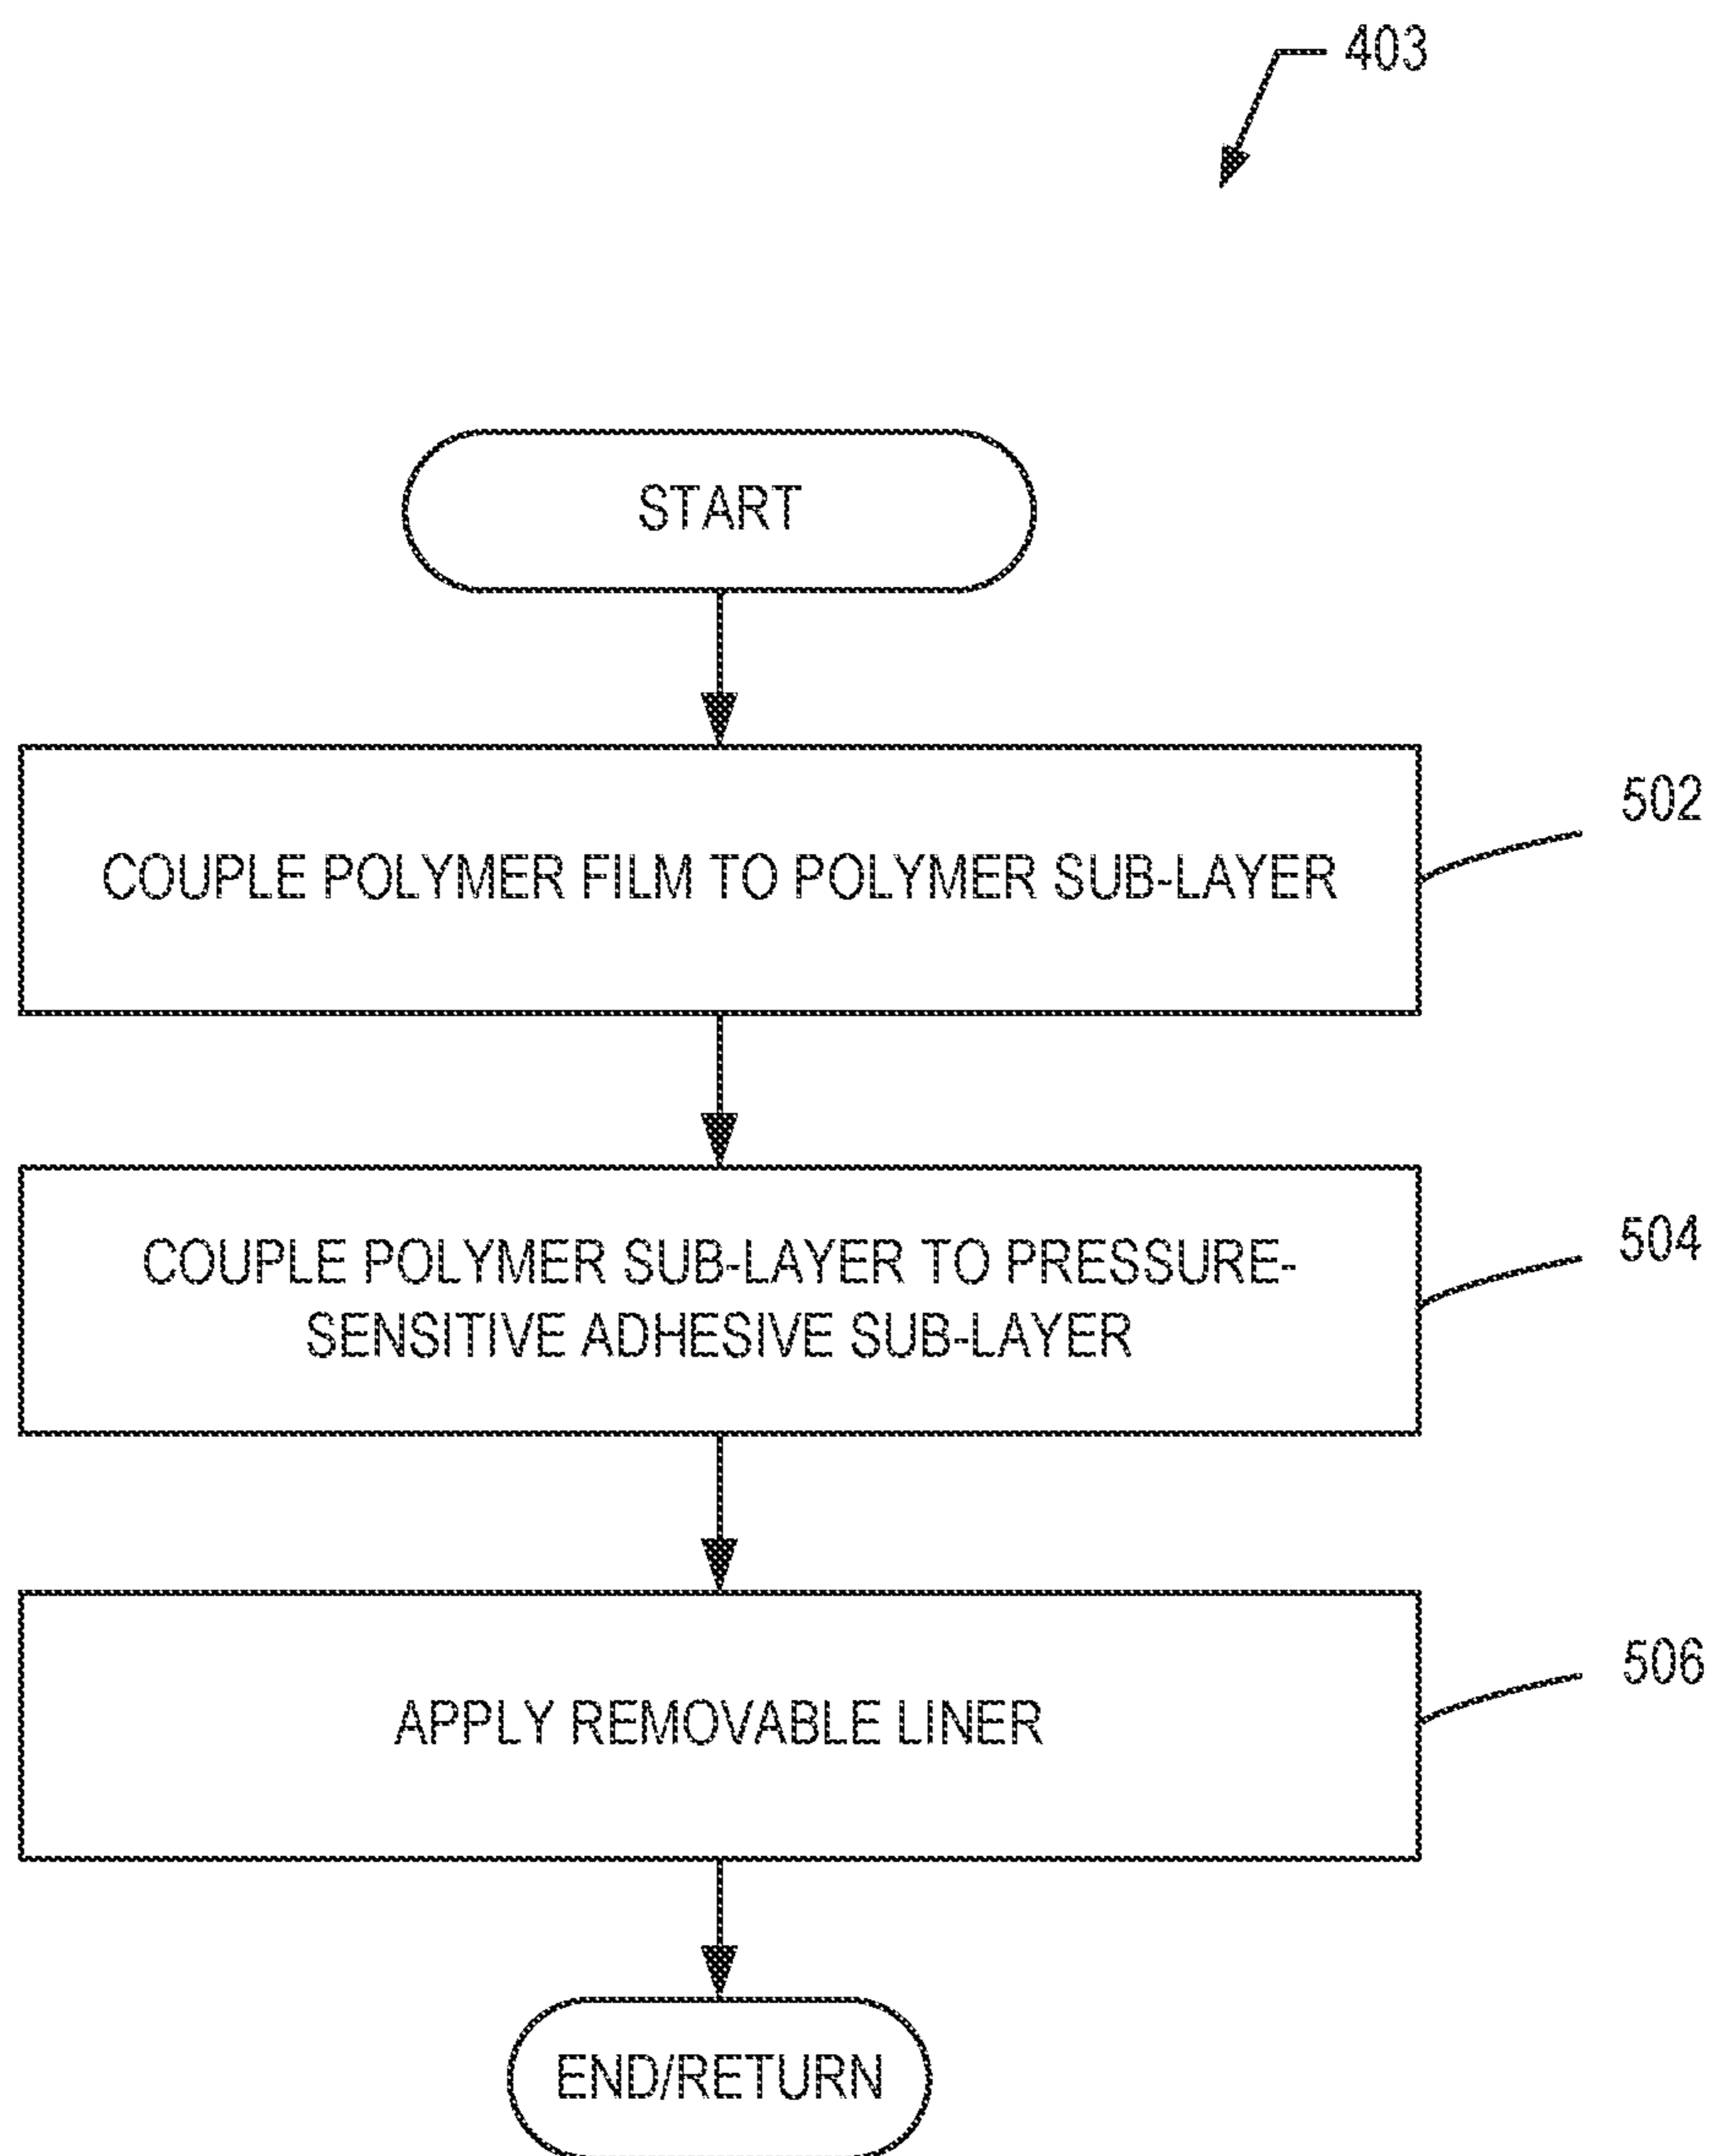 403
START
502
COUPLE POLYMER FILM TO POLYMER SUB-LAYER
504
COUPLE POLYMER SUB-LAYER TO PRESSURE-
SENSITIVE ADHESIVE SUB-LAYER
506
APPLY REMOVABLE LINER
END/RETURN